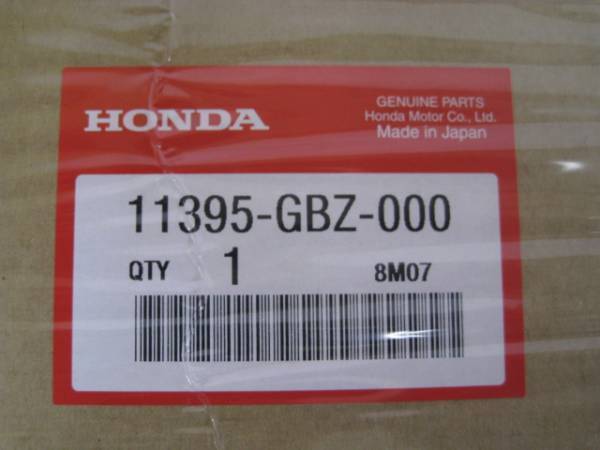 HONDA
GENUINE PARTS
Honda Motor Co., Ltd.
Made in Japan
11395-GBZ-000
QTY 1 8M07